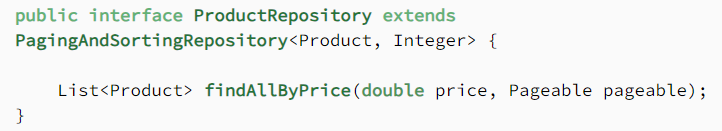 public interface ProductRepository extends
PagingAndSortingRepository<Product, Integer> {
    List<Product> findAllByPrice(double price, Pageable pageable);
}